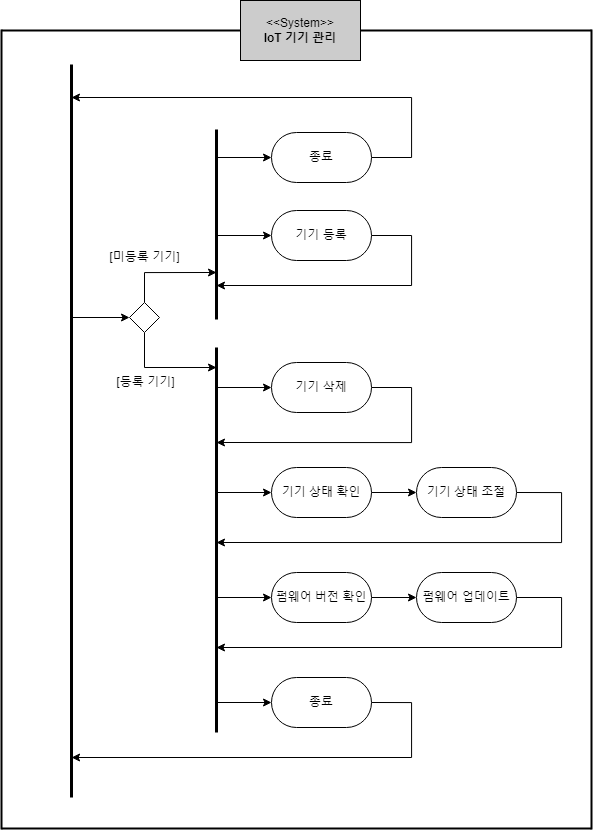 <<System>>
IoT 기기 관리
종료
기기 등록
[미등록 기기]
[등록 기기]
기기 삭제
기기 상태 확인
기기 상태 조절
펌웨어 버전 확인
펌웨어 업데이트
종료